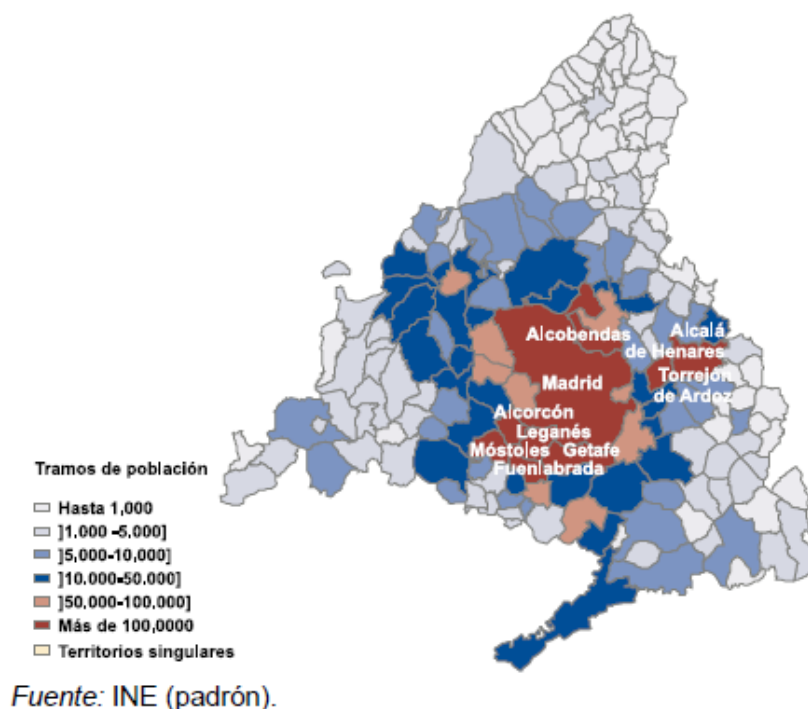 Alcobendas
Alcalá
de Henares
Madrid
Torrejón
de Ardoz
Alcorcón
Leganés
Móstoles Getafe
Fuenlabrada
Tramos de población
Hasta 1,000
]1.000 -5.000]
]5,000-10,000]
]10.000-50.000]
]50,000-100,000]
Más de 100,0000
Territorios singulares
Fuente: INE (padrón).